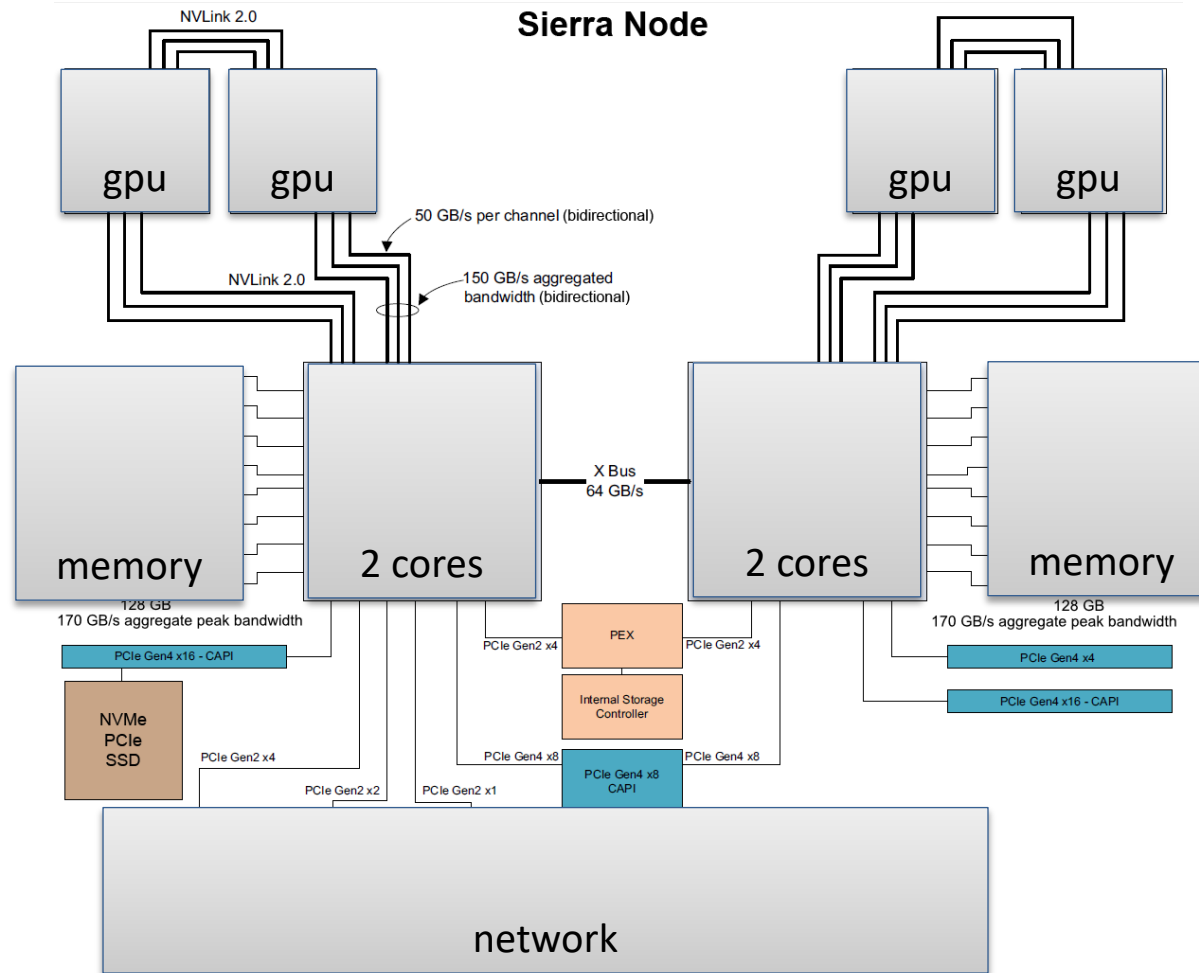 Sierra Node
NVLink 2.0
gpu
gpu
gpu
gpu
50 GB/s per channel (bidirectional)
NVLink 2.0
150 GB/s aggregated
bandwidth (bidirectional)
memory
2 cores
X Bus
64 GB/s
2 cores
memory
128 GB
170 GB/s aggregate peak bandwidth
128 GB
170 GB/s aggregate peak bandwidth
PCIe Gen2 x4
PEX
PCIe Gen2 x4
PCIe Gen4 x16 - CAPI
PCIe Gen4 x4
Internal Storage
Controller
PCIe Gen4 x16 - CAPI
NVMe
PCIe
SSD
PCIe Gen2 x4
PCIe Gen4 x8
PCIe Gen4 x8
PCIe Gen4 x8
CAPI
PCIe Gen2 x2
PCIe Gen2 x1
network